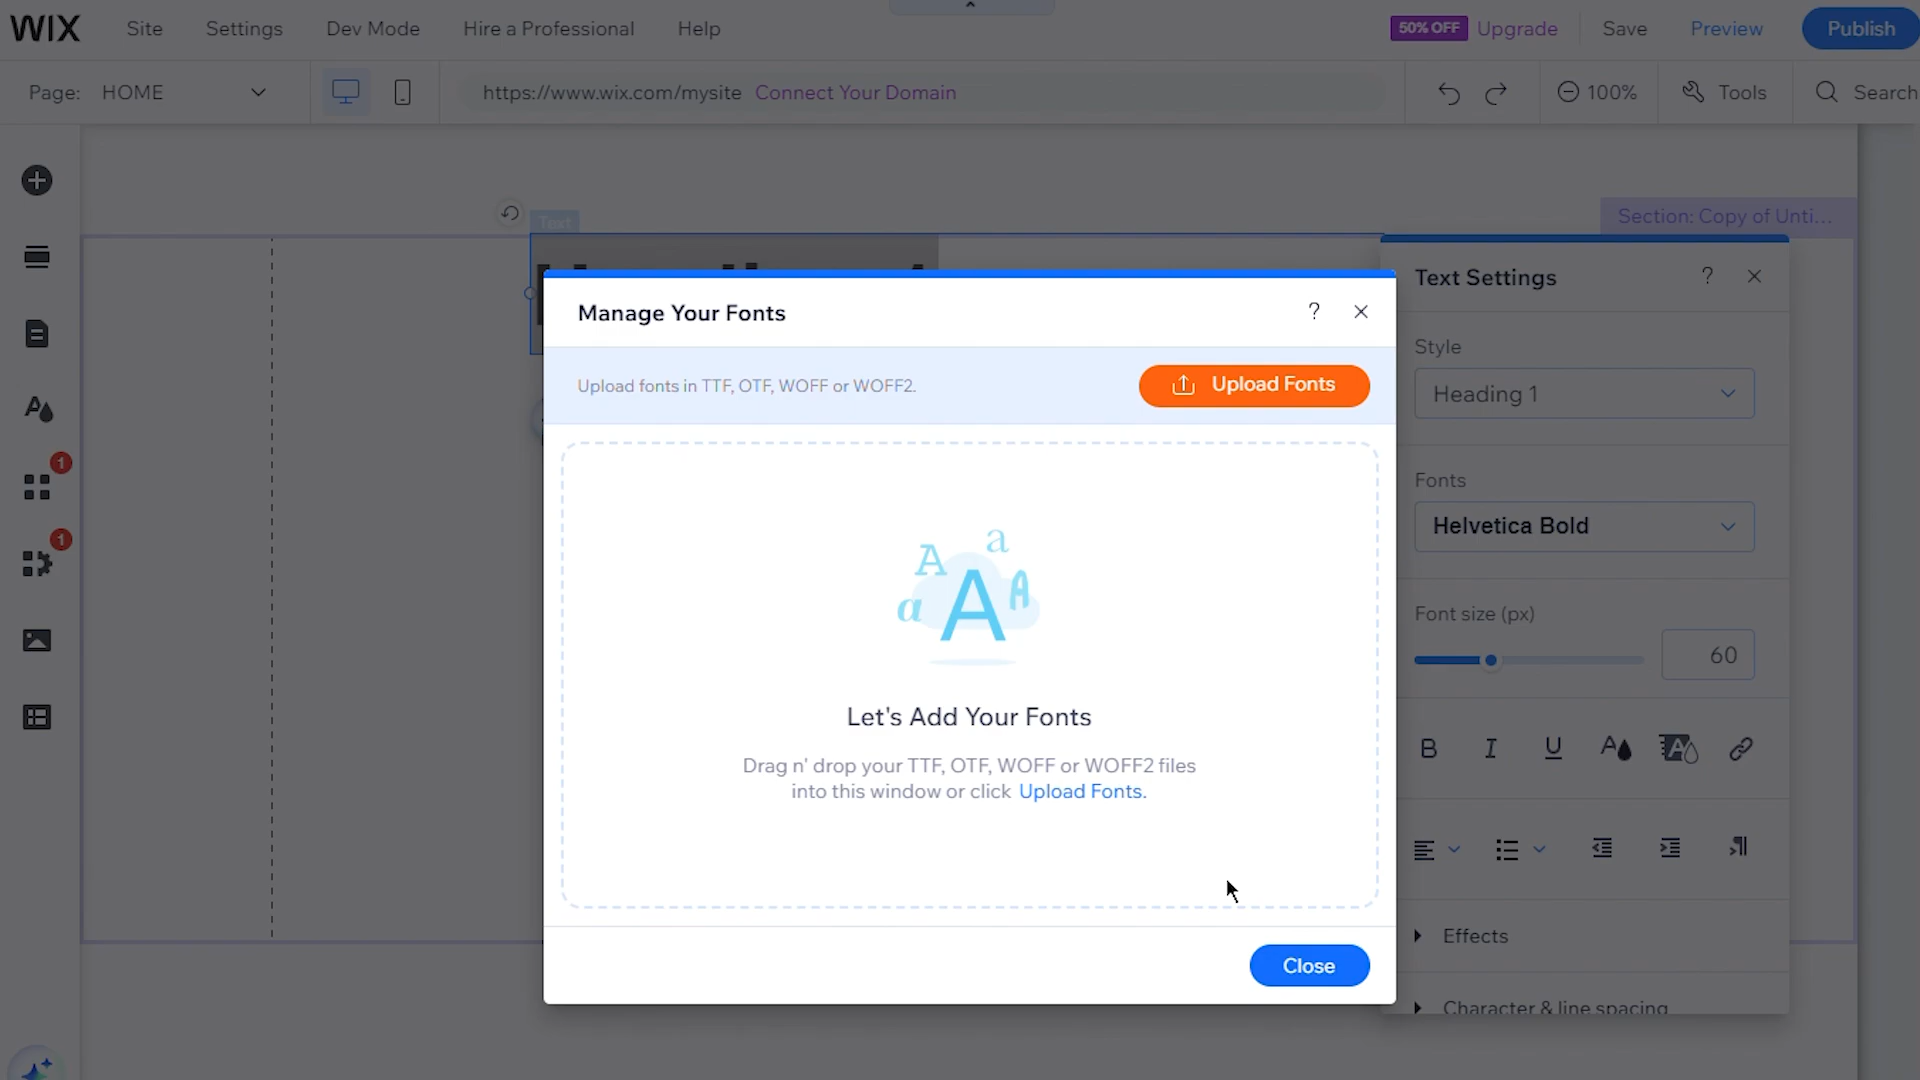 WIX Site Settings Dev Mode Hire a Professional Help 50% OFF Upgrade Save Preview Publish
Page: HOME https://www.wix.com/mysite Connect Your Domain 100% Tools Search
1
1
Text
Section: Copy of Unti...
Manage Your Fonts ?
Upload fonts in TTF, OTF, WOFF or WOFF2. Upload Fonts
A a a A A
Let's Add Your Fonts
Drag n' drop your TTF, OTF, WOFF or WOFF2 files
into this window or click Upload Fonts.
Close
Text Settings ?
Style
Heading 1
Fonts
Helvetica Bold
Font size (px)
60
B I U A A
Effects
Character & line spacing